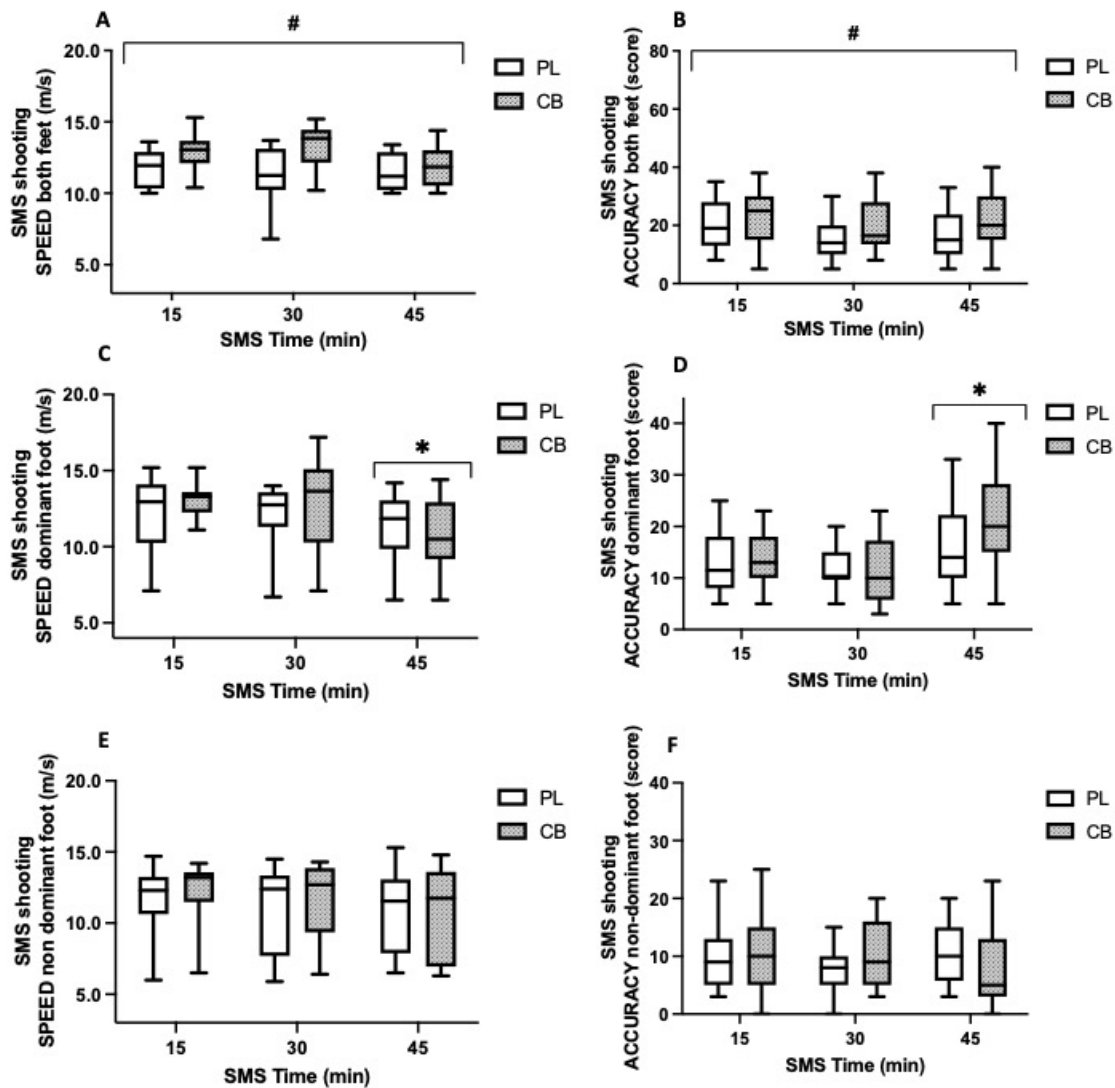 A
#
20.0
15.0
10.0
5.0
SMS shooting
SPEED both feet (m/s)
15 30 45
SMS Time (min)
PL
CB
B
#
80
60
40
20
0
SMS shooting
ACCURACY both feet (score)
15 30 45
SMS Time (min)
PL
CB
C
20.0
15.0
10.0
5.0
SMS shooting
SPEED dominant foot (m/s)
*
15 30 45
SMS Time (min)
PL
CB
D
40
30
20
10
0
SMS shooting
ACCURACY dominant foot (score)
*
15 30 45
SMS Time (min)
PL
CB
E
20.0
15.0
10.0
5.0
SMS shooting
SPEED non dominant foot (m/s)
15 30 45
SMS Time (min)
PL
CB
F
40
30
20
10
0
SMS shooting
ACCURACY non-dominant foot (score)
15 30 45
SMS Time (min)
PL
CB